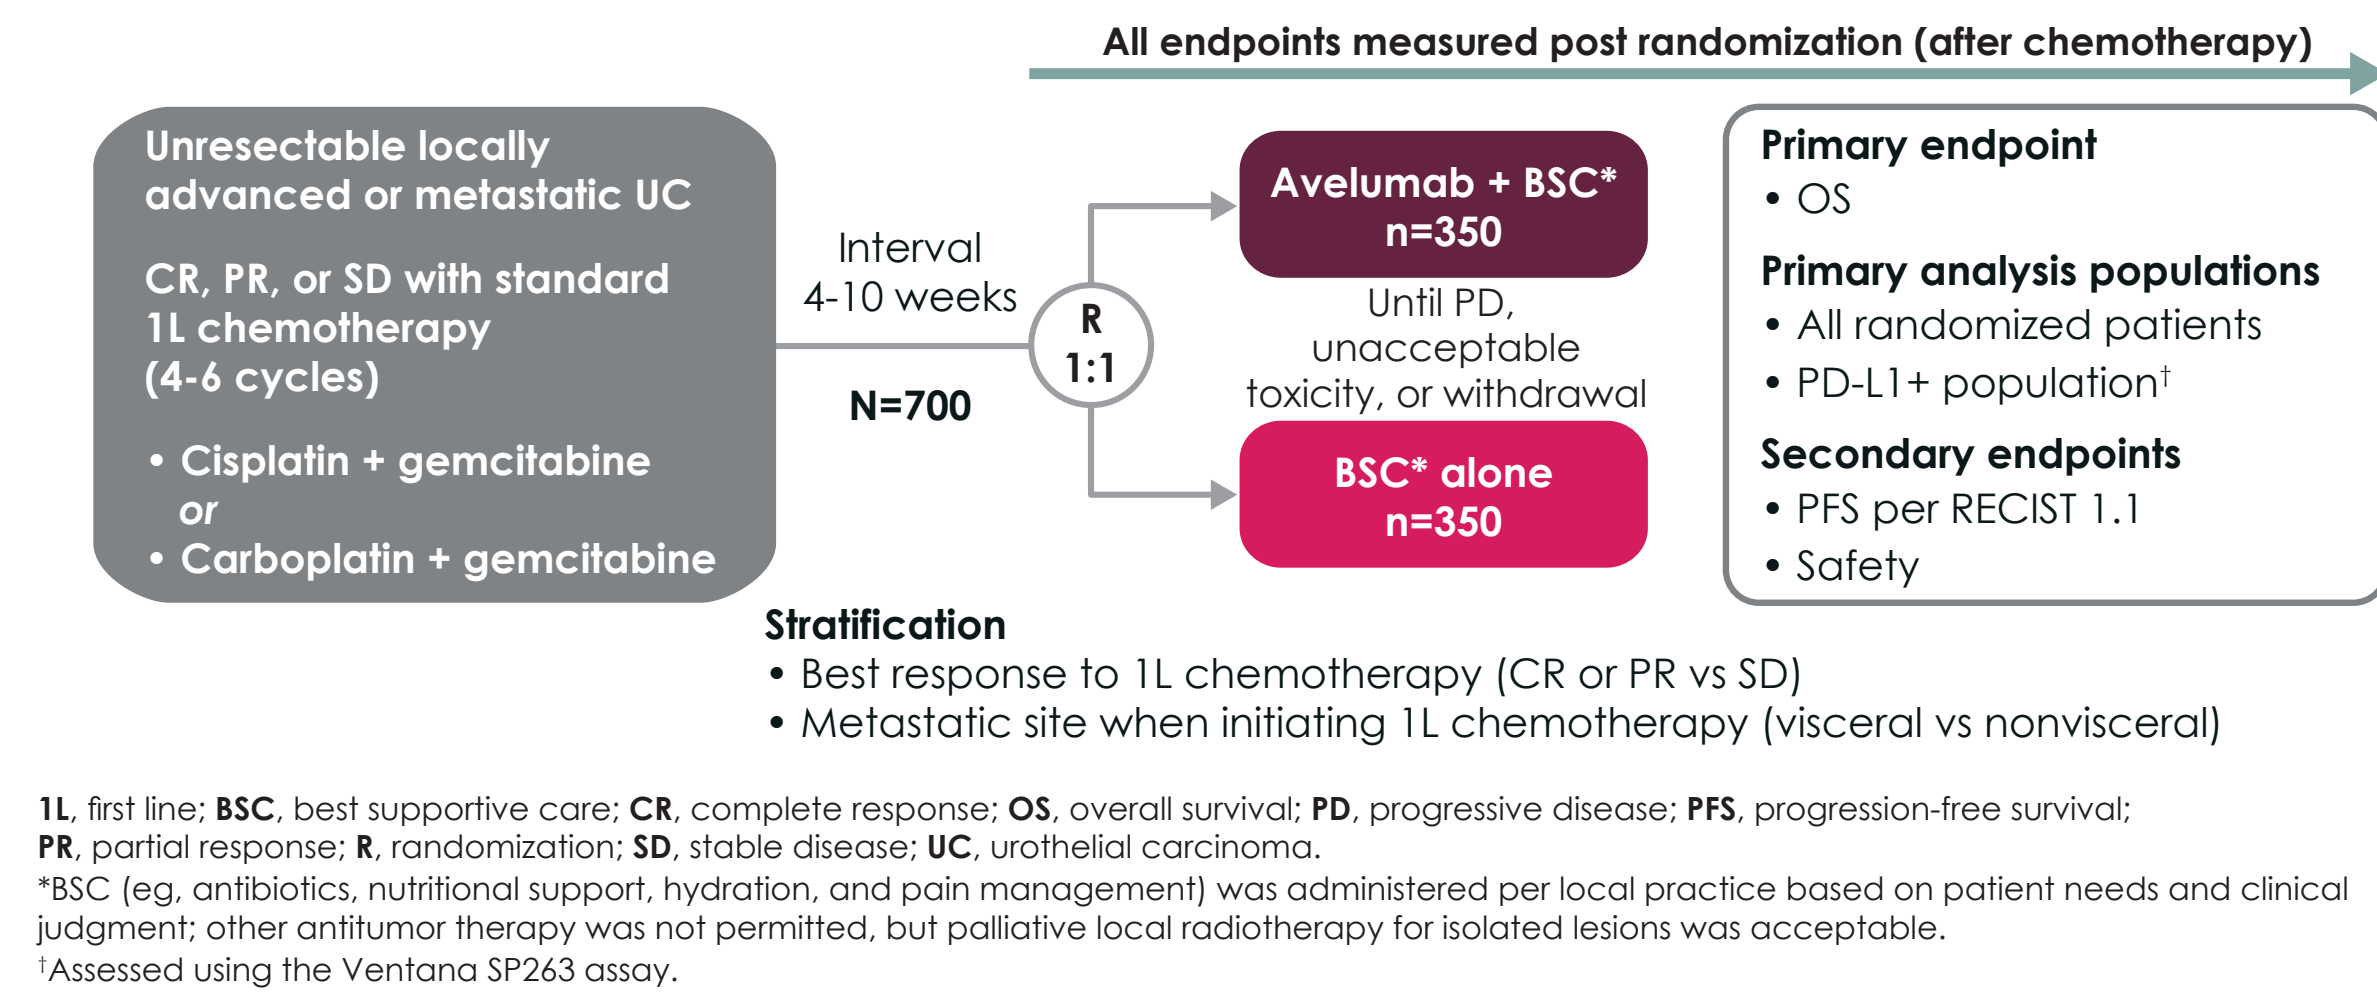 All endpoints measured post randomization (after chemotherapy)
Unresectable locally
advanced or metastatic UC
CR, PR, or SD with standard
1L chemotherapy
(4-6 cycles)
• Cisplatin + gemcitabine
or
• Carboplatin + gemcitabine
Interval
4-10 weeks
N=700
R
1:1
Avelumab + BSC*
n=350
Until PD,
unacceptable
toxicity, or withdrawal
BSC* alone
n=350
Primary endpoint
• OS
Primary analysis populations
• All randomized patients
• PD-L1+ population†
Secondary endpoints
• PFS per RECIST 1.1
• Safety
Stratification
• Best response to 1L chemotherapy (CR or PR vs SD)
• Metastatic site when initiating 1L chemotherapy (visceral vs nonvisceral)
1L, first line; BSC, best supportive care; CR, complete response; OS, overall survival; PD, progressive disease; PFS, progression-free survival;
PR, partial response; R, randomization; SD, stable disease; UC, urothelial carcinoma.
*BSC (eg, antibiotics, nutritional support, hydration, and pain management) was administered per local practice based on patient needs and clinical
judgment; other antitumor therapy was not permitted, but palliative local radiotherapy for isolated lesions was acceptable.
†Assessed using the Ventana SP263 assay.